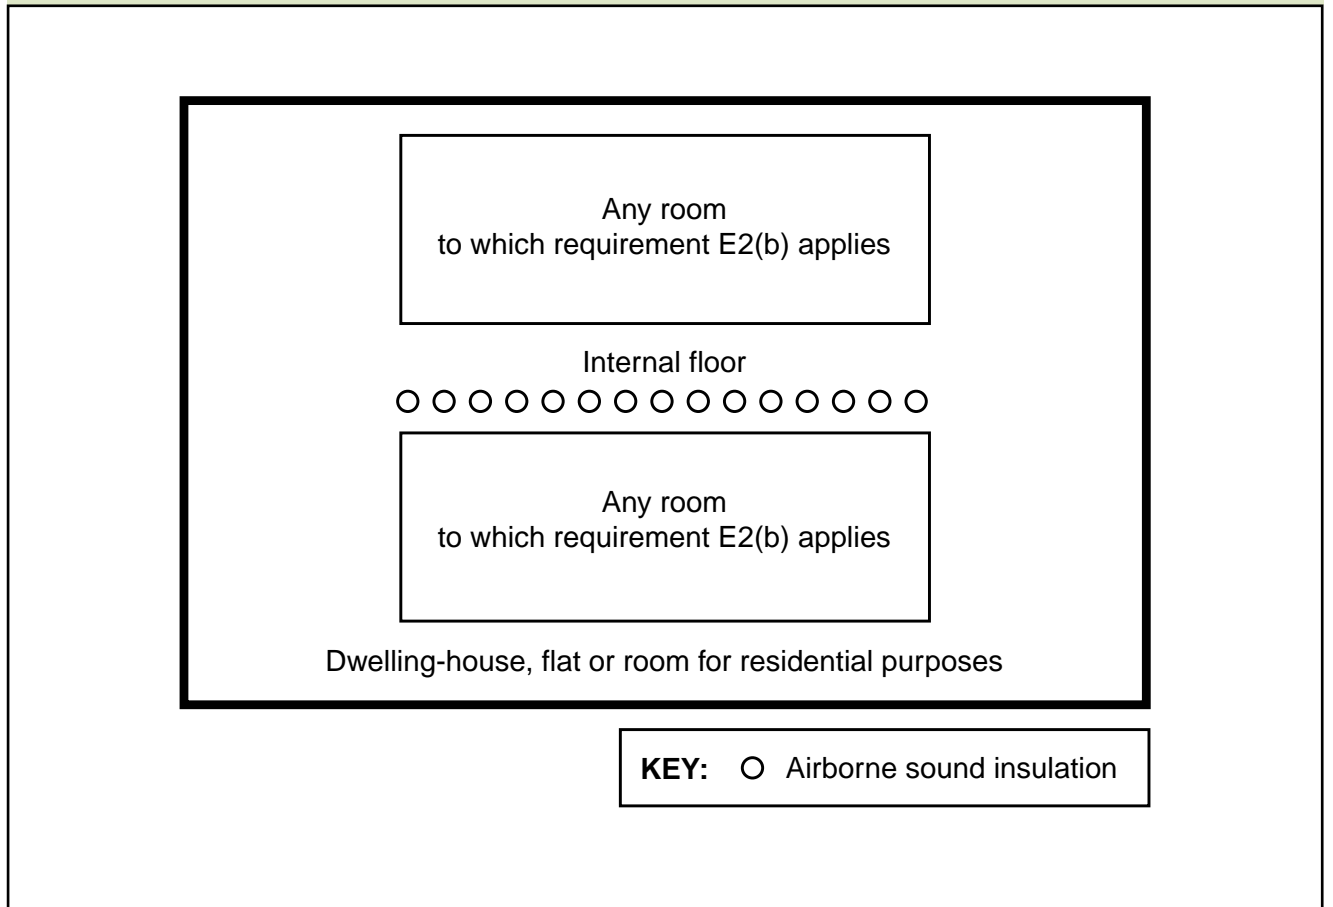 Any room
to which requirement E2(b) applies
Internal floor
Any room
to which requirement E2(b) applies
Dwelling-house, flat or room for residential purposes
KEY: Airborne sound insulation